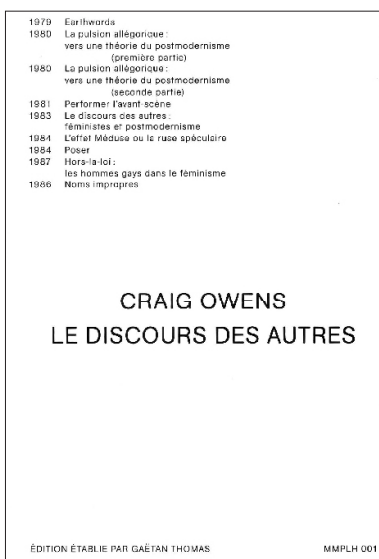 1979 Earthwords
1980 La pulsion allégorique :
vers une théorie du postmodernisme
(première partie)
1980 La pulsion allégorique :
vers une théorie du postmodernisme
(seconde partie)
1981 Performer l'avant-scène
1983 Le discours des autres :
féministes et postmodernisme
1984 L'effet Méduse ou la ruse spéculaire
1984 Poser
1987 Hors-la-loi :
les hommes gays dans le féminisme
1986 Noms impropres
CRAIG OWENS
LE DISCOURS DES AUTRES
ÉDITION ÉTABLIE PAR GAËTAN THOMAS MMPLH 001